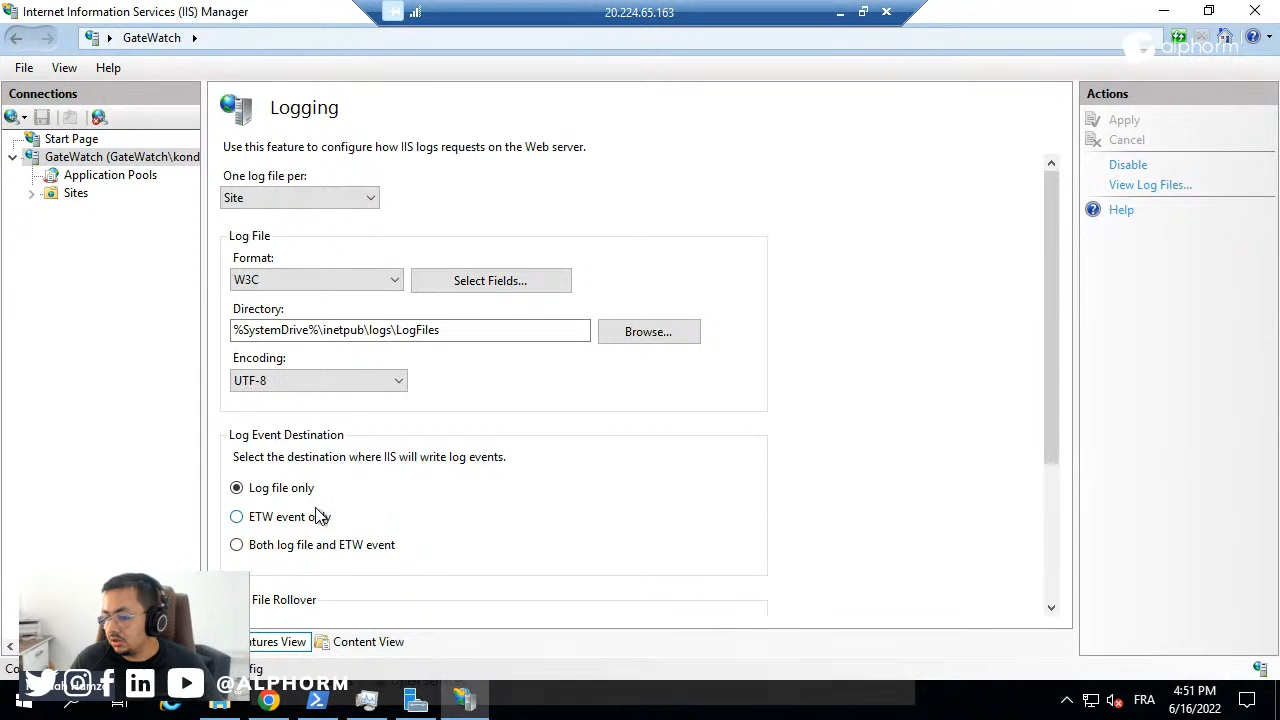 Internet Information Services (IIS) Manager
20.224.65.163
GateWatch
alphorm
File View Help
Connections
Start Page
GateWatch (GateWatch\kond
Application Pools
Sites
Logging
Use this feature to configure how IIS logs requests on the Web server.
One log file per:
Site
Log File
Format:
W3C
Select Fields...
Directory:
%SystemDrive%\inetpub\logs\LogFiles
Browse...
Encoding:
UTF-8
Log Event Destination
Select the destination where IIS will write log events.
Log file only
ETW event only
Both log file and ETW event
File Rollover
tures View
Content View
Actions
Apply
Cancel
Disable
View Log Files...
Help
@ALPHORM
FRA
4:51 PM
6/16/2022